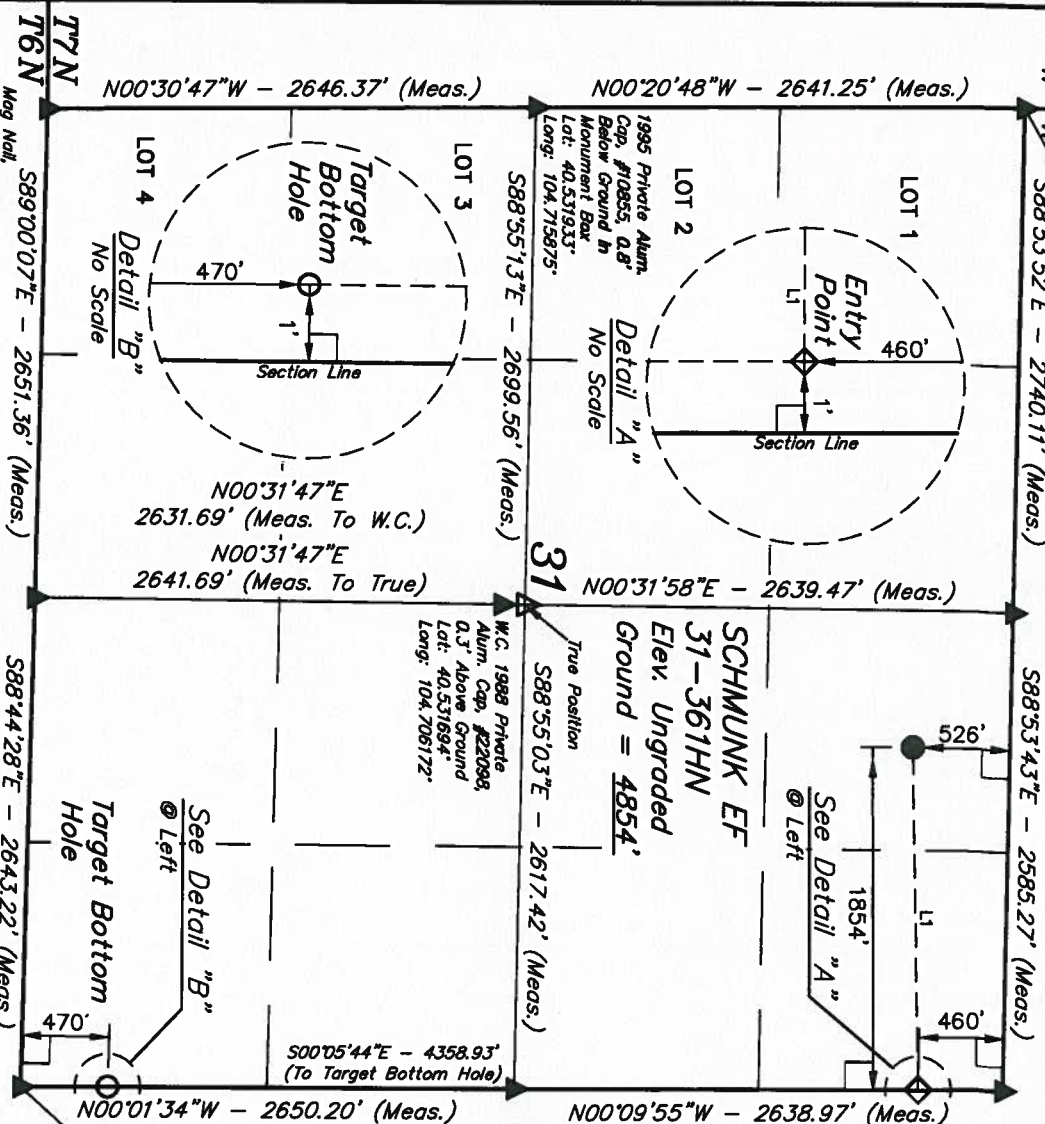 S88°53'52"E - 2740.11' (Meas.)
S88°53'43"E - 2585.27' (Meas.)
N00°20'48"W - 2641.25' (Meas.)
N00°30'47"W - 2646.37' (Meas.)
T7N
T6N
LOT 1
LOT 2
Entry
Point
L1
460'
1'
Section Line
Detail "A"
No Scale
1995 Private Alum.
Cap, #10855, 0.8'
Below Ground in
Monument Box
Lat: 40.531933°
Long: 104.715875°
S88°55'13"E - 2699.56' (Meas.)
LOT 3
LOT 4
Target
Bottom
Hole
470'
1'
Section Line
Detail "B"
No Scale
N00°31'47"E
2631.69' (Meas. To W.C.)
N00°31'47"E
2641.69' (Meas. To True)
31
N00°31'58"E - 2639.47' (Meas.)
True Position
SCHMUNK EF
31-361HN
Elev. Ungraded
Ground = 4854'
526'
L1
1854'
460'
See Detail "A"
@ Left
W.C. 1988 Private
Alum. Cap, #22098,
0.3' Above Ground
Lat: 40.531694°
Long: 104.706172°
S88°55'03"E - 2617.42' (Meas.)
See Detail "B"
@ Left
Target Bottom
Hole
470'
S00°05'44"E - 4358.93'
(To Target Bottom Hole)
N00°01'34"W - 2650.20' (Meas.)
N00°09'55"W - 2638.97' (Meas.)
Mag Nail,
S89°00'07"E - 2651.36' (Meas.)
S88°44'28"E - 2643.22' (Meas.)